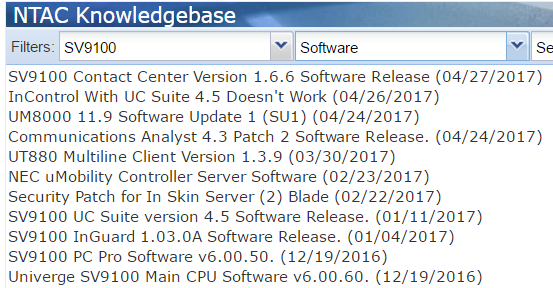 NTAC Knowledgebase
Filters: SV9100 Software Se
SV9100 Contact Center Version 1.6.6 Software Release (04/27/2017)
InControl With UC Suite 4.5 Doesn't Work (04/26/2017)
UM8000 11.9 Software Update 1 (SU1) (04/24/2017)
Communications Analyst 4.3 Patch 2 Software Release. (04/24/2017)
UT880 Multiline Client Version 1.3.9 (03/30/2017)
NEC uMobility Controller Server Software (02/23/2017)
Security Patch for In Skin Server (2) Blade (02/22/2017)
SV9100 UC Suite version 4.5 Software Release. (01/11/2017)
SV9100 InGuard 1.03.0A Software Release. (01/04/2017)
SV9100 PC Pro Software v6.00.50. (12/19/2016)
Univerge SV9100 Main CPU Software v6.00.60. (12/19/2016)